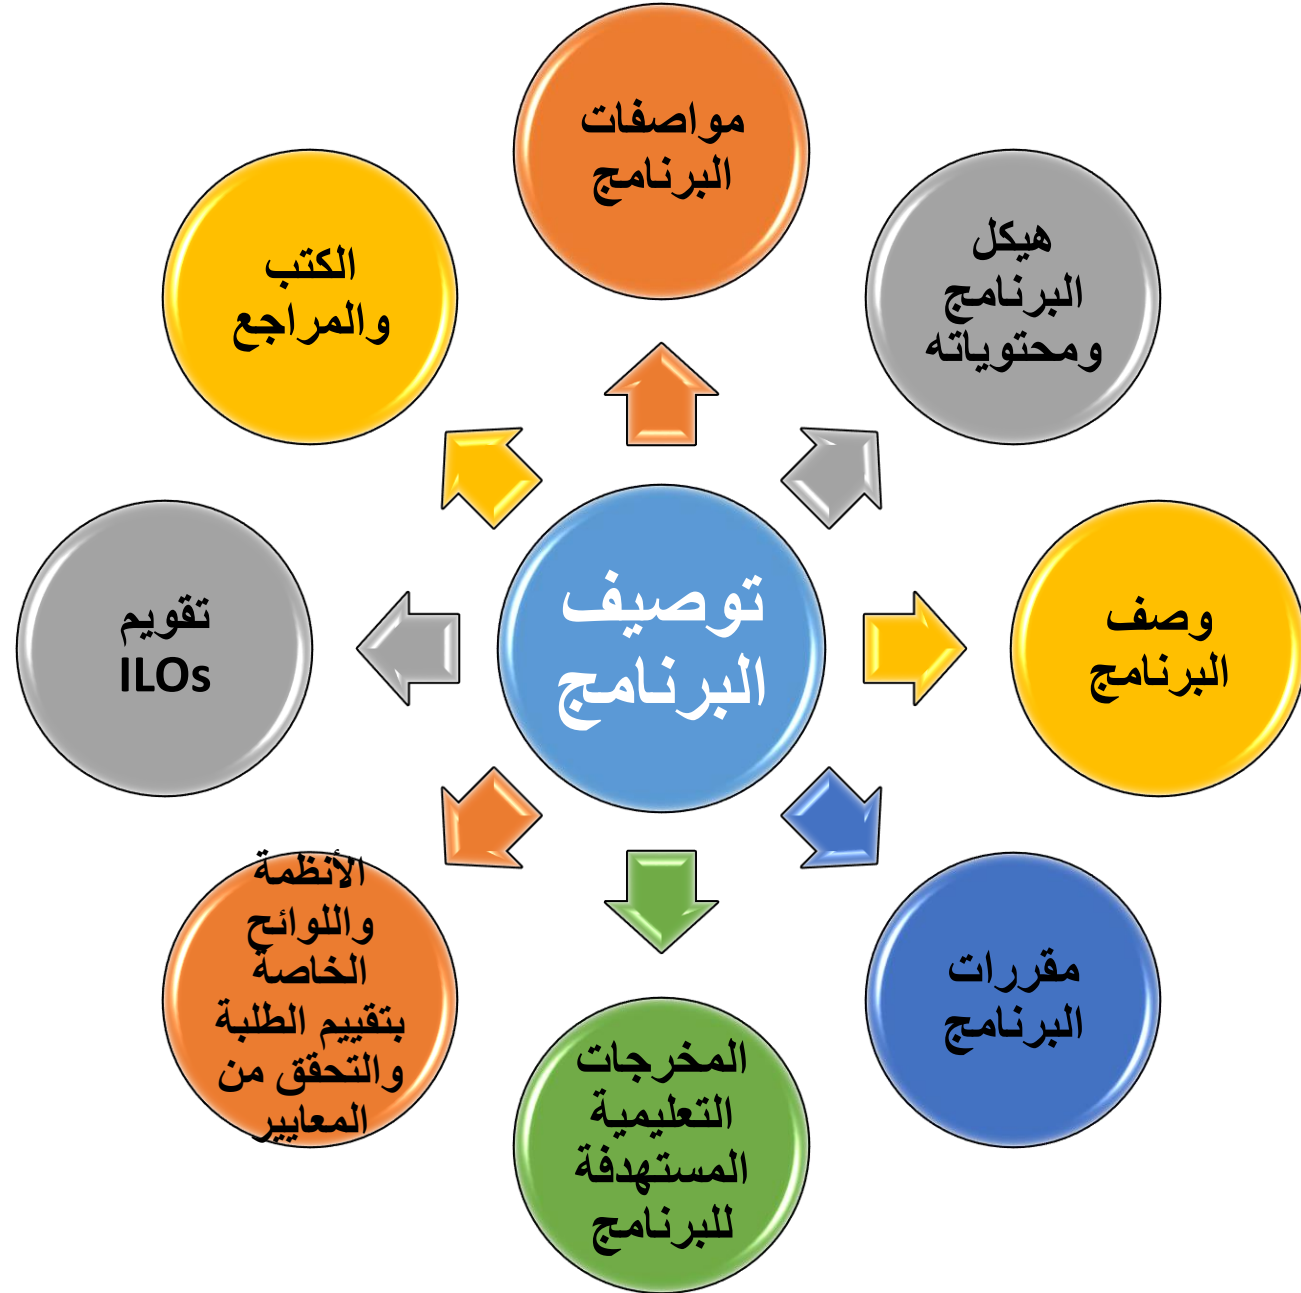 مواصفات
البرنامج
هيكل
البرنامج
ومحتوياته
وصف
البرنامج
مقررات
البرنامج
المخرجات
التعليمية
المستهدفة
للبرنامج
الأنظمة
واللوائح
الخاصة
بتقييم الطلبة
والتحقق من
المعايير
تقويم
ILOs
الكتب
والمراجع
توصيف
البرنامج